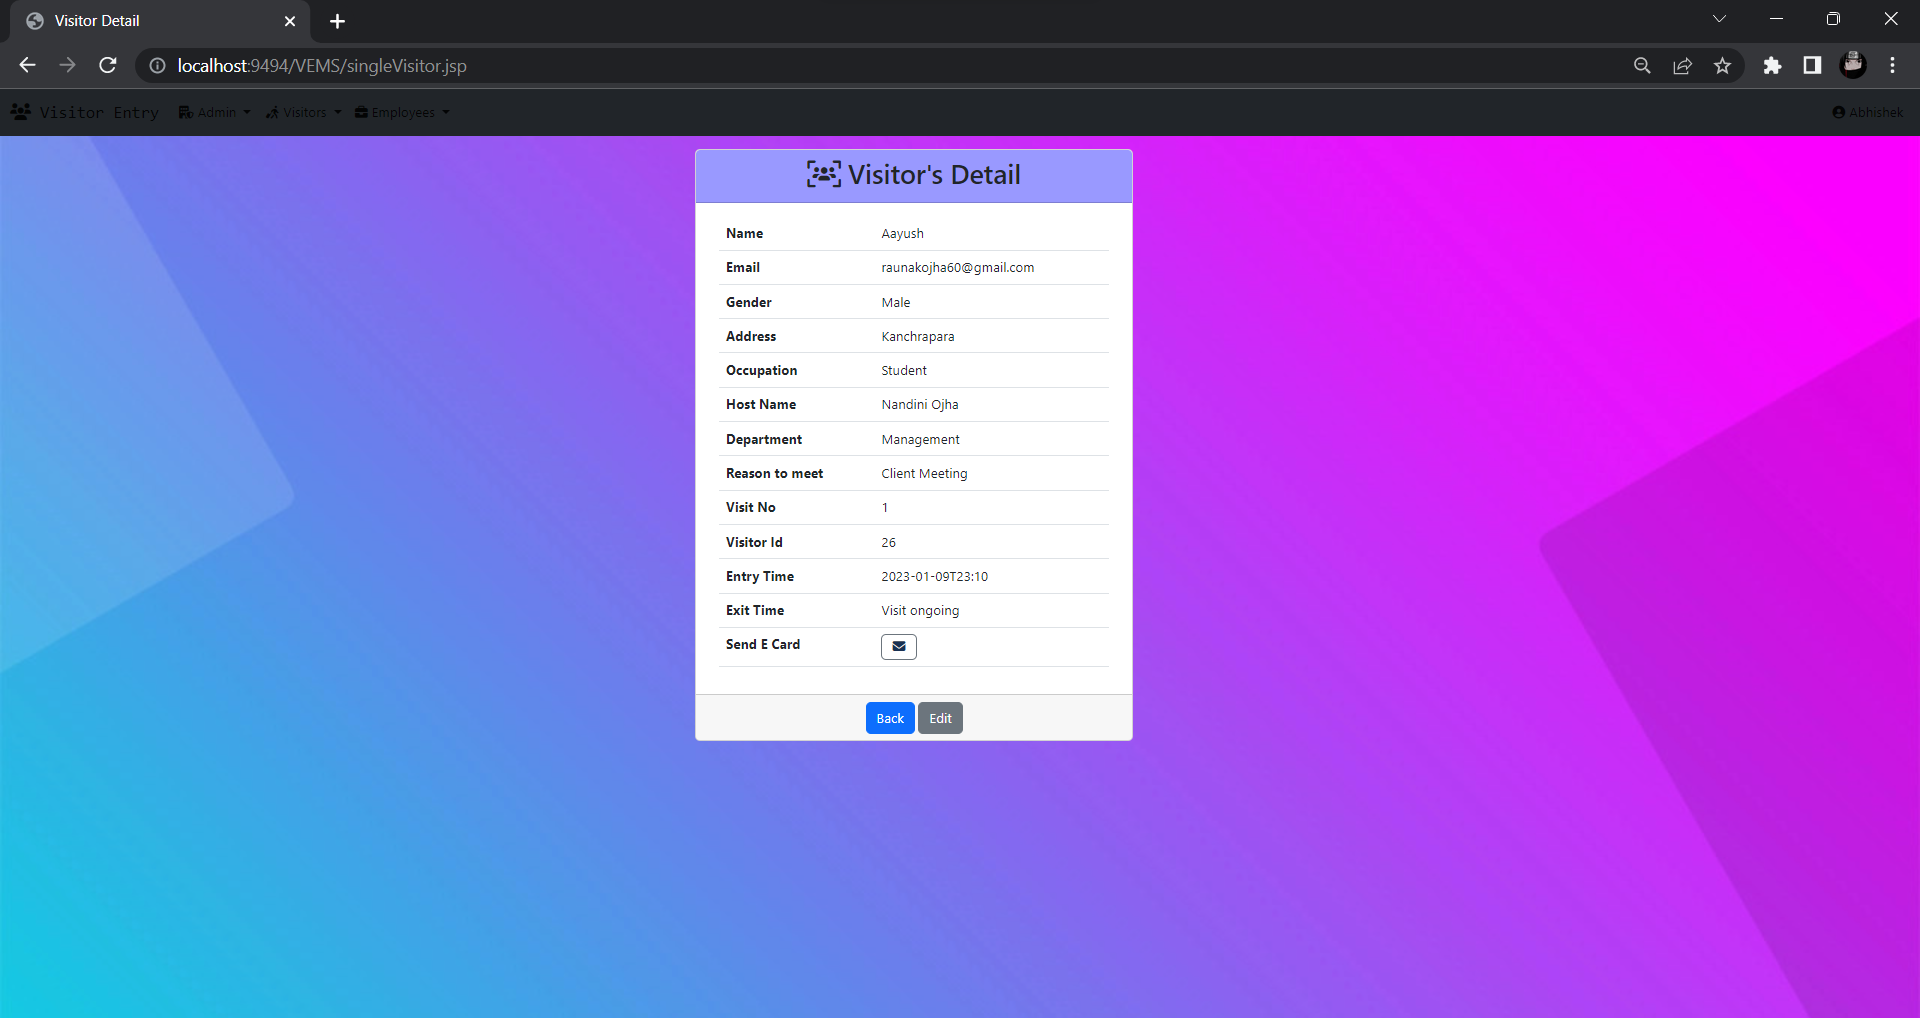 Visitor Detail
localhost:9494/VEMS/singleVisitor.jsp
Visitor Entry Admin Visitors Employees Abhishek
Visitor's Detail
Name Aayush
Email raunakojha60@gmail.com
Gender Male
Address Kanchrapara
Occupation Student
Host Name Nandini Ojha
Department Management
Reason to meet Client Meeting
Visit No 1
Visitor Id 26
Entry Time 2023-01-09T23:10
Exit Time Visit ongoing
Send E Card
Back Edit